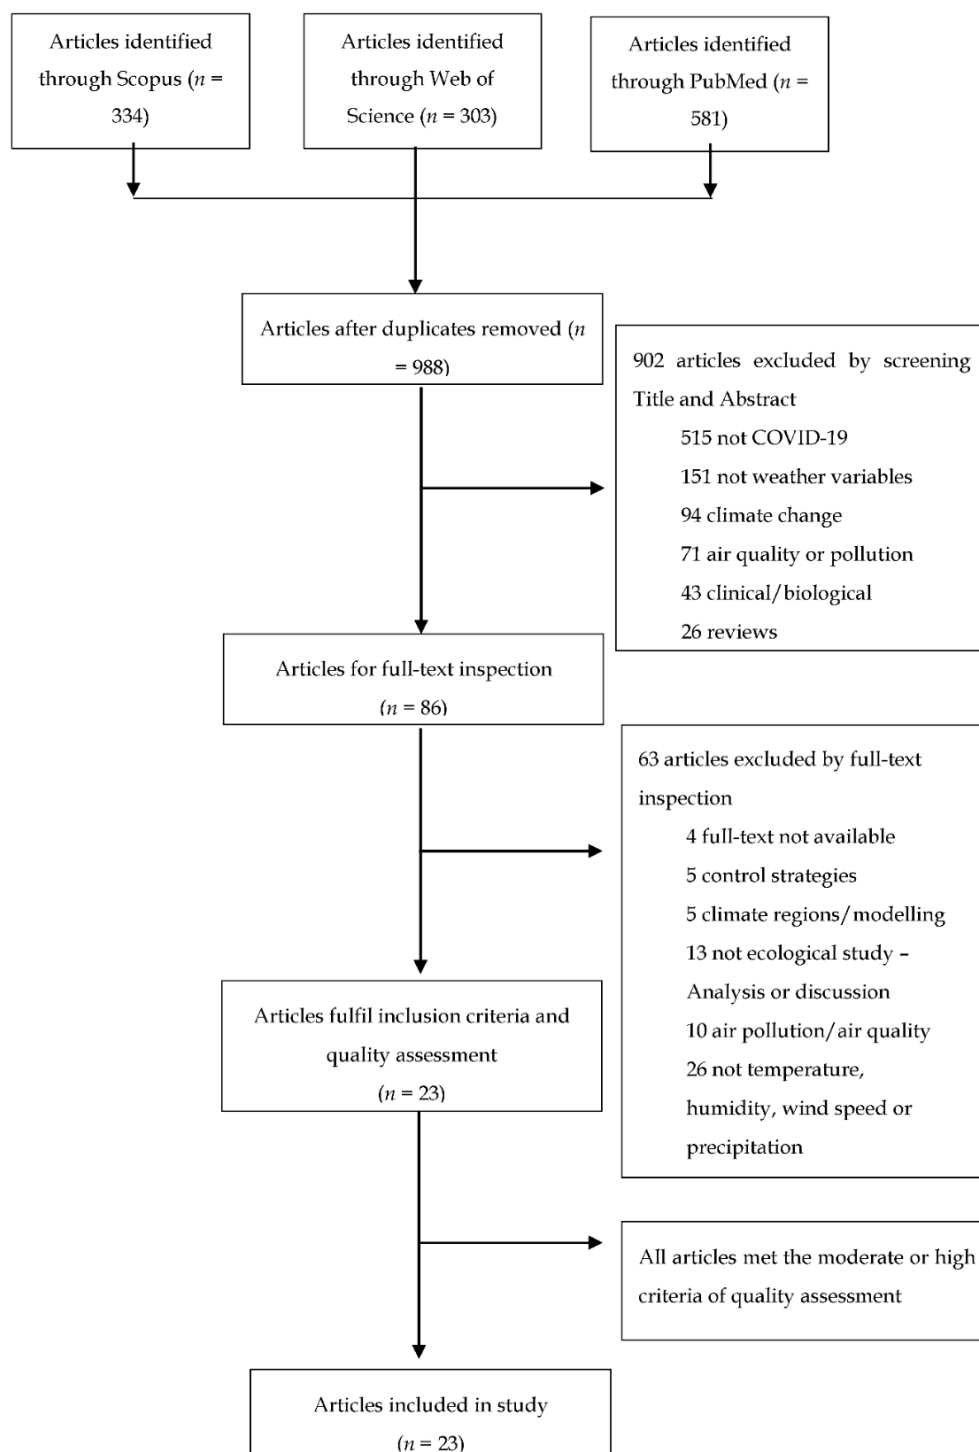 Articles identified
through Scopus (n =
334)
Articles identified
through Web of
Science (n = 303)
Articles identified
through PubMed (n =
581)
Articles after duplicates removed (n
= 988)
902 articles excluded by screening
Title and Abstract
515 not COVID-19
151 not weather variables
94 climate change
71 air quality or pollution
43 clinical/biological
26 reviews
Articles for full-text inspection
(n = 86)
63 articles excluded by full-text
inspection
4 full-text not available
5 control strategies
5 climate regions/modelling
13 not ecological study –
Analysis or discussion
10 air pollution/air quality
26 not temperature,
humidity, wind speed or
precipitation
Articles fulfil inclusion criteria and
quality assessment
(n = 23)
All articles met the moderate or high
criteria of quality assessment
Articles included in study
(n = 23)